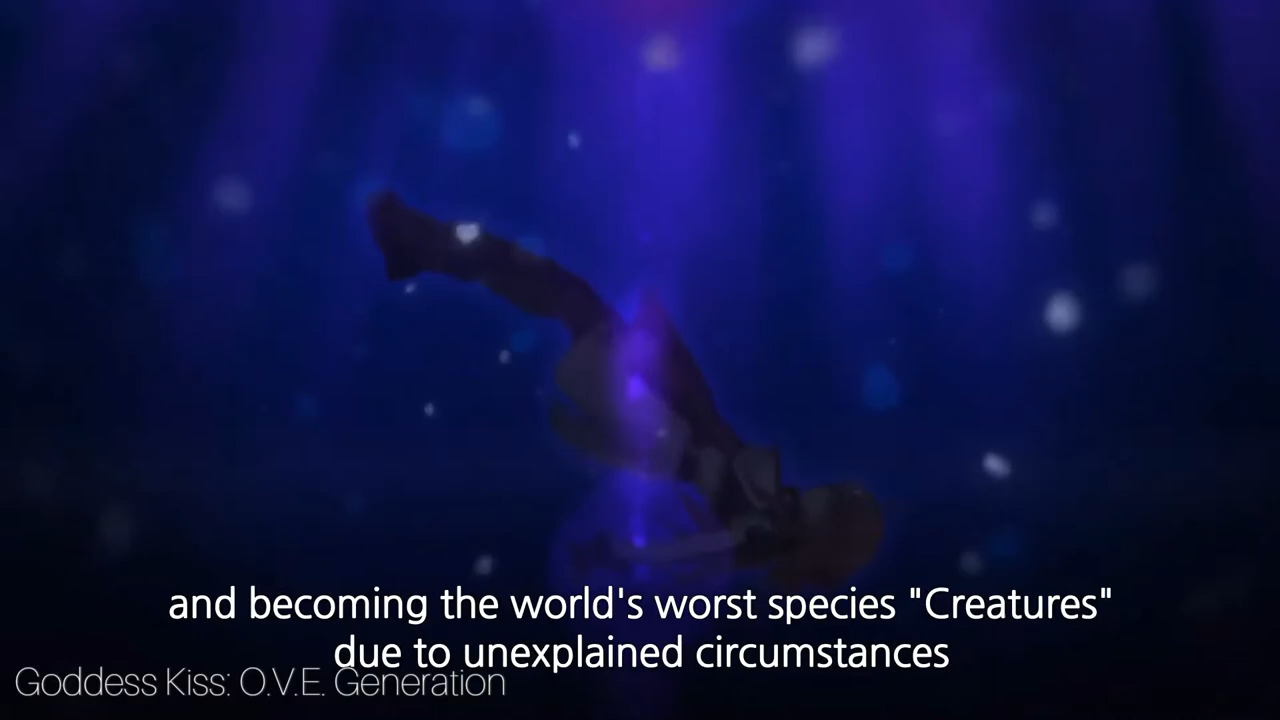 and becoming the world's worst species "Creatures"
due to unexplained circumstances
Goddess Kiss: O.V.E. Generation